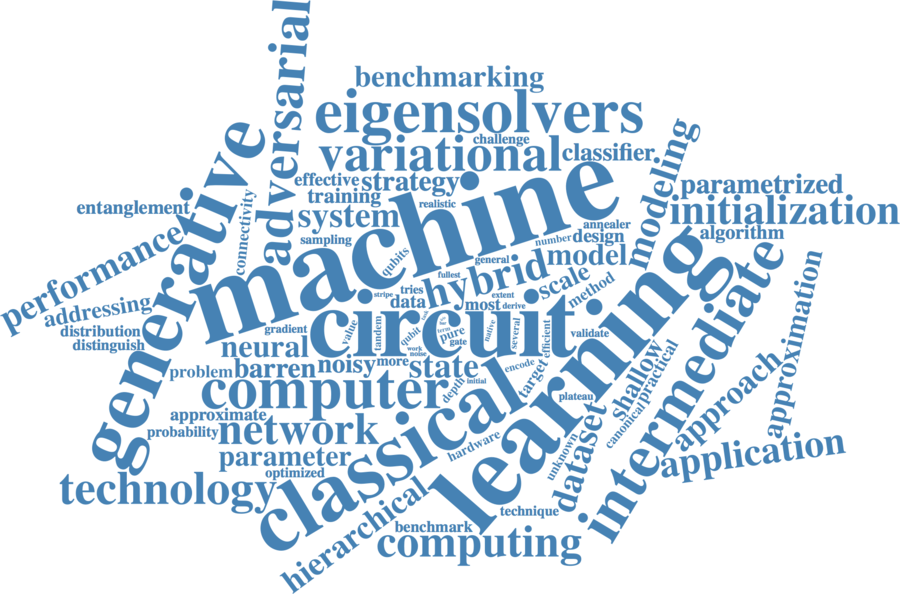 adversarial
benchmarking
eigensolvers
challenge
variational
classifier
modeling
effective
strategy
training
realistic
system
parametrized
initialization
algorithm
entanglement
connectivity
generative
machine
annealer
number
design
sampling
qubits
general
model
performance
fullest
hybrid
scale
method
tries
stripe
data
most
extent
derive
addressing
distribution
distinguish
gradient
value
tandem
circuit
qubit
task
term
pure
gate
native
several
efficient
validate
learning
intermediate
approximation
neural
work
noise
problem
barren
noisy
more
state
encode
target
shallow
practical
computer
depth
initial
plateau
canonical
approach
approximate
probability
network
classical
dataset
unknown
hardware
parameter
optimized
application
technology
hierarchical
technique
benchmark
computing